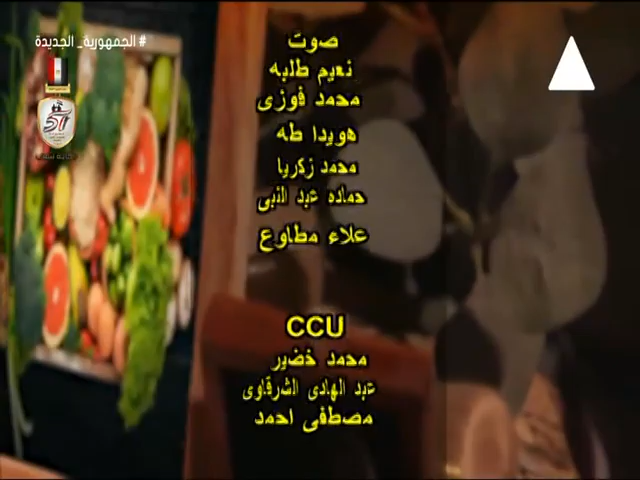 #الجمهورية_الجديدة
صوت
نعيم طلبه
محمد فوزى
هويدا طه
محمد زكريا
حماده عبد النبى
علاء مطاوع
CCU
محمد خضير
عبد الهادى الشرقاوى
مصطفى احمد